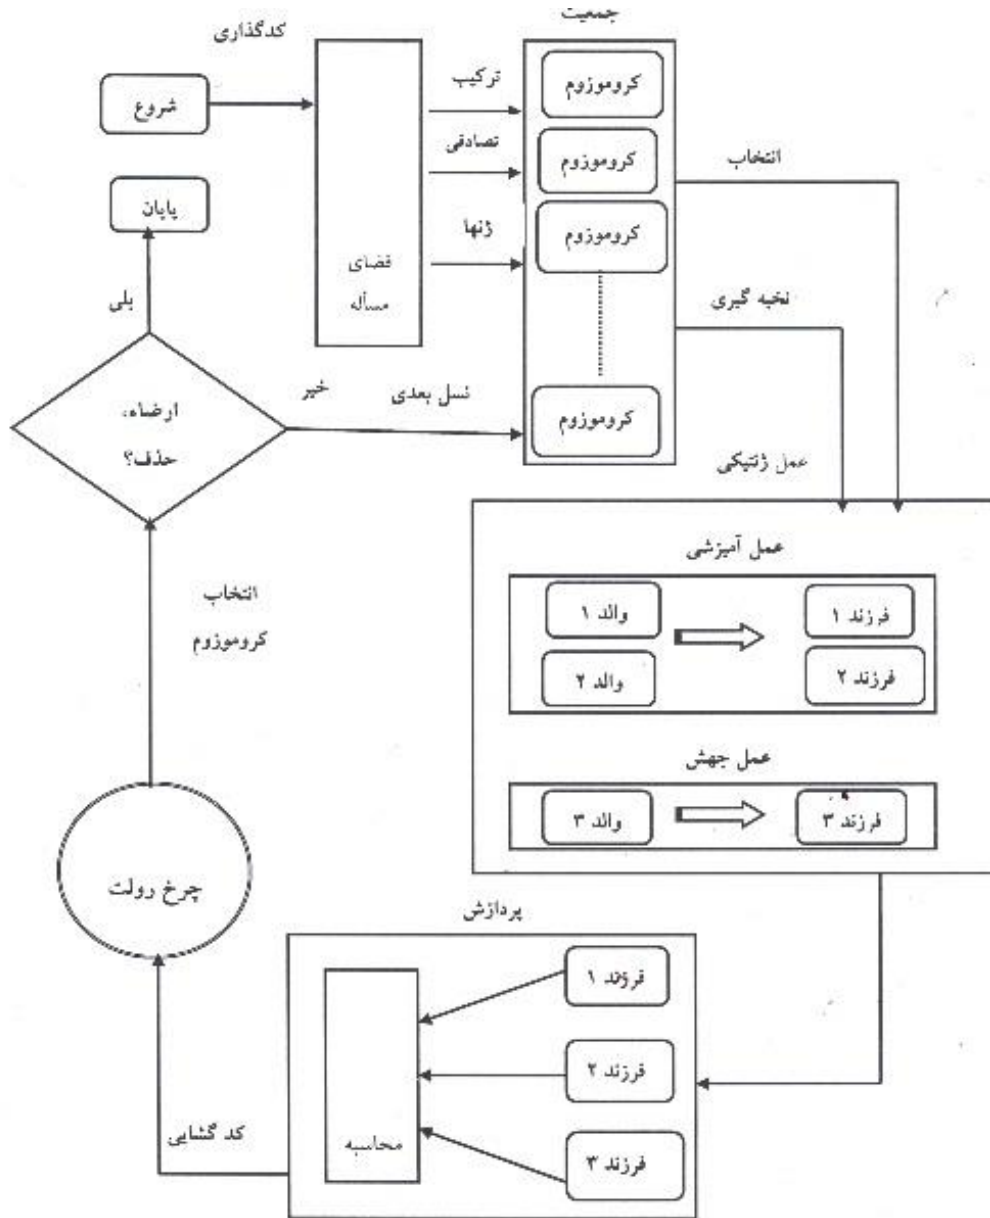 جمعیت
کدگذاری
شروع
ترکیب
تصادفی
ژنها
فضای
مسأله
کروموزوم
کروموزوم
کروموزوم
کروموزوم
انتخاب
نخبه گیری
پایان
بلی
خیر
نسل بعدی
ارضاء،
حذف؟
عمل ژنتیکی
عمل آمیزشی
والد ۱
فرزند ۱
والد ۲
فرزند ۲
عمل جهش
والد ۳
فرزند ۳
انتخاب
کروموزوم
چرخ رولت
پردازش
فرزند ۱
فرزند ۲
فرزند ۳
محاسبه
کد گشایی